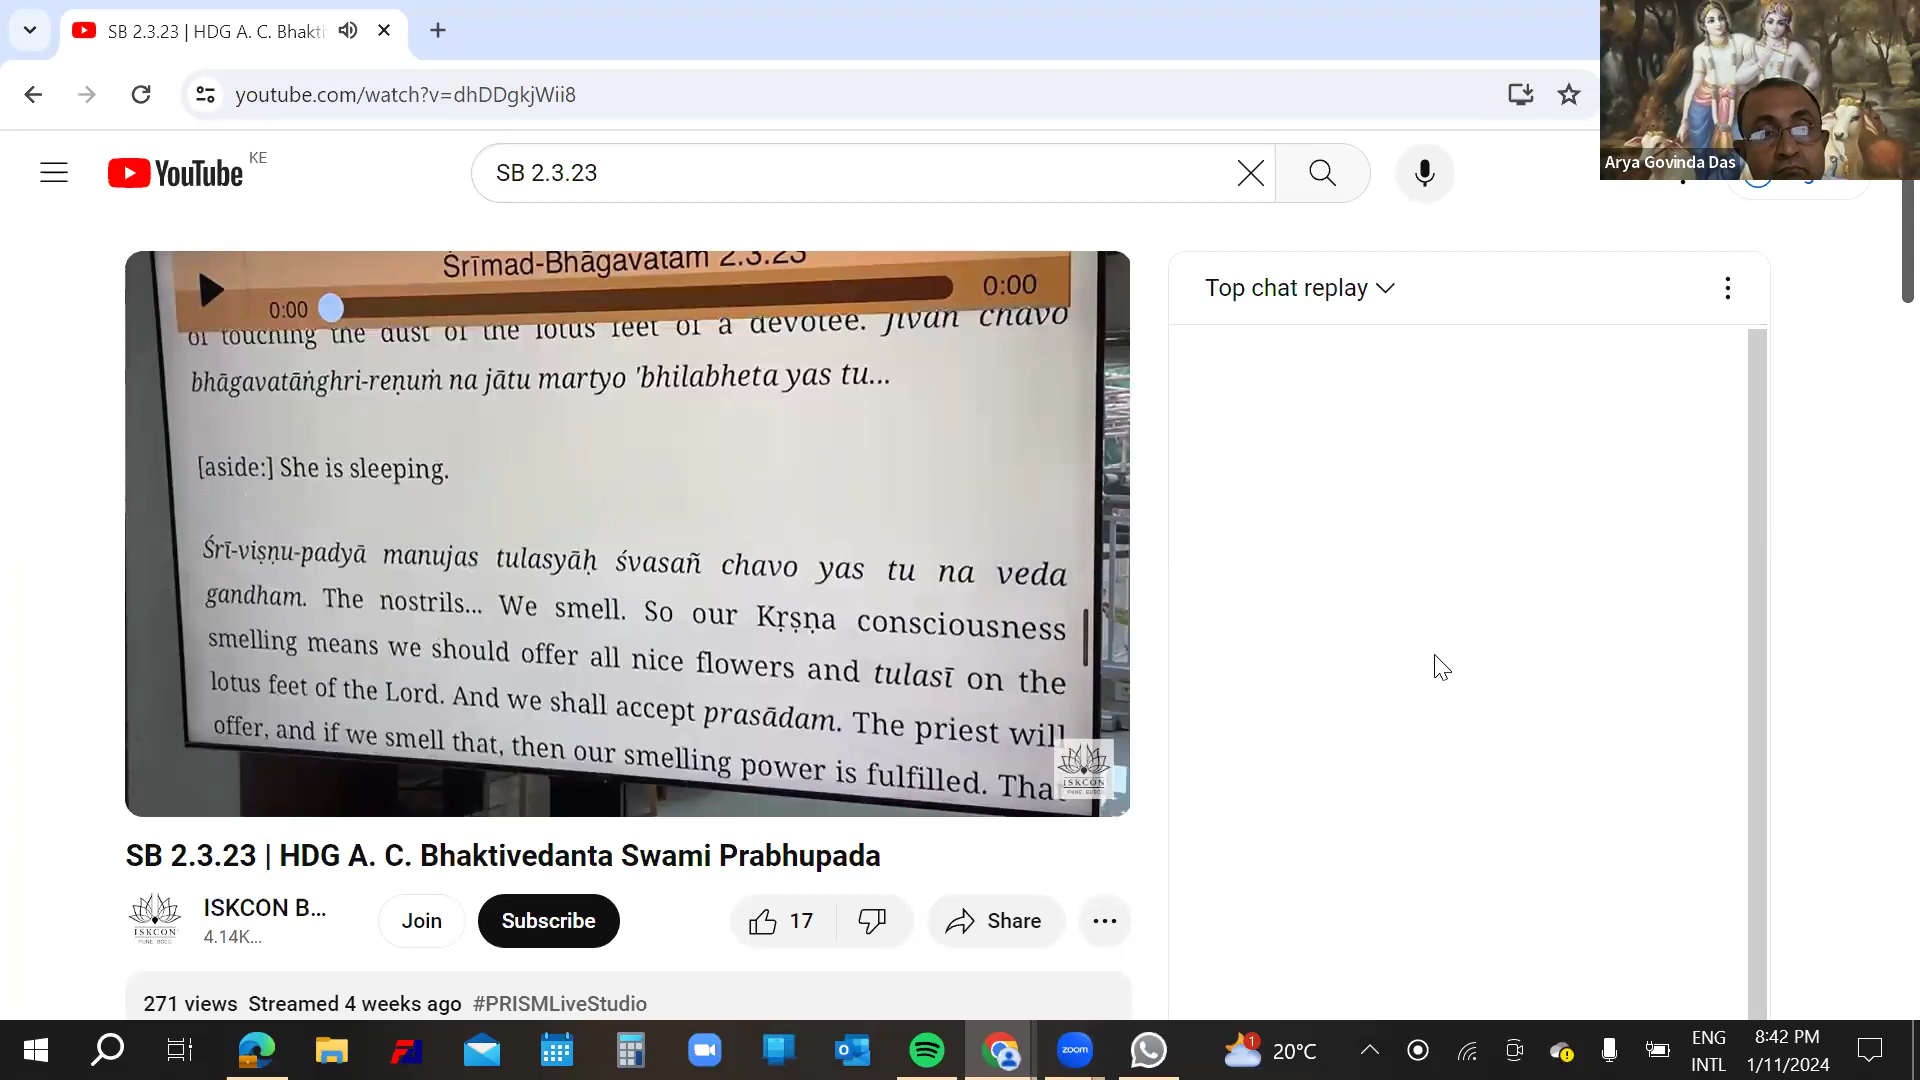 SB 2.3.23 | HDG A. C. Bhakti
youtube.com/watch?v=dhDDgkjWii8
Arya Govinda Das
YouTube KE
SB 2.3.23
Śrīmad-Bhāgavatam 2.3.23
0:00 0:00
of touching the dust of the lotus feet of a devotee. Jīvañ chavo
bhāgavatāṅghri-reṇuṁ na jātu martyo 'bhilabheta yas tu...
[aside:] She is sleeping.
Śrī-viṣṇu-padyā manujas tulasyāḥ śvasañ chavo yas tu na veda
gandham. The nostrils... We smell. So our Kṛṣṇa consciousness
smelling means we should offer all nice flowers and tulasī on the
lotus feet of the Lord. And we shall accept prasādam. The priest will
offer, and if we smell that, then our smelling power is fulfilled. That
ISKCON
Top chat replay
SB 2.3.23 | HDG A. C. Bhaktivedanta Swami Prabhupada
ISKCON
ISKCON B...
4.14K...
Join
Subscribe
17
Share
...
271 views Streamed 4 weeks ago #PRISMLiveStudio
zoom
1
20°C
ENG
INTL
8:42 PM
1/11/2024